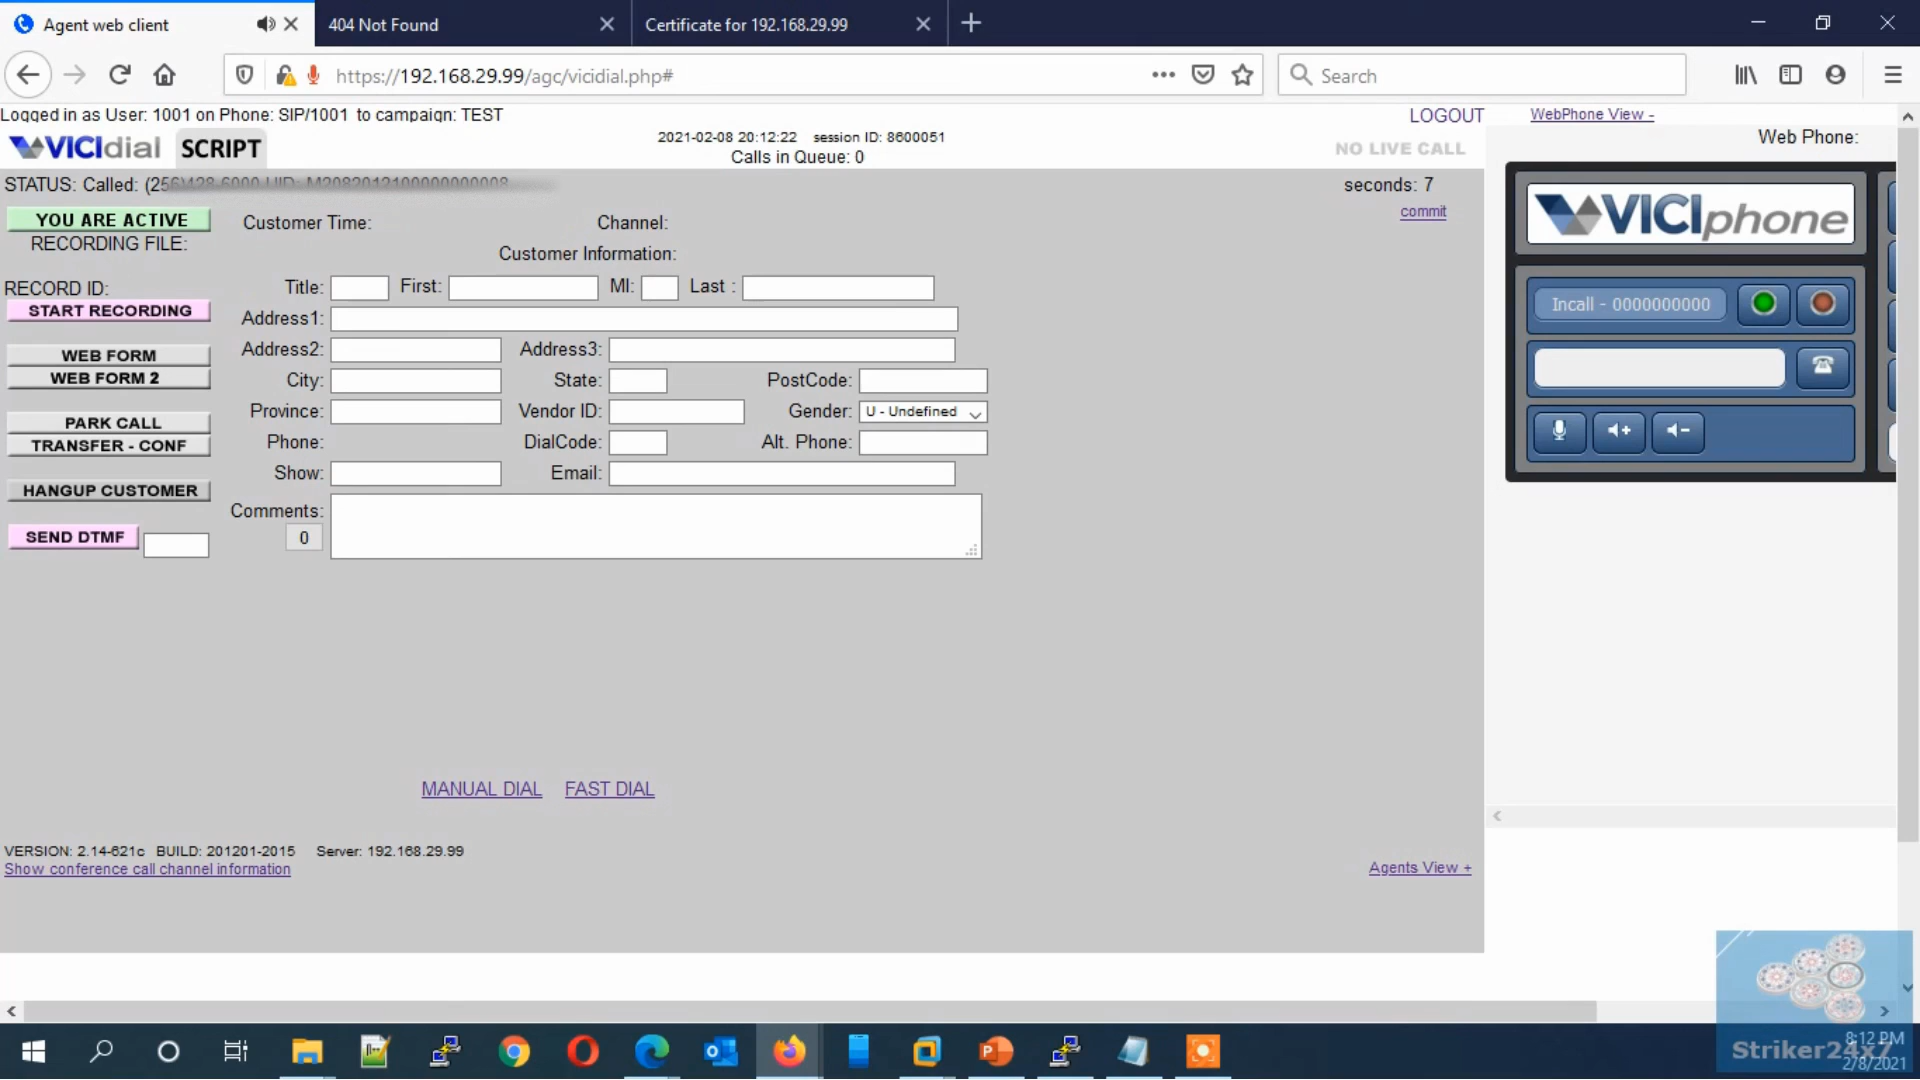 Agent web client
404 Not Found
Certificate for 192.168.29.99
https://192.168.29.99/agc/vicidial.php#
Search
Logged in as User: 1001 on Phone: SIP/1001 to campaign: TEST
LOGOUT
WebPhone View -
VICIdial
SCRIPT
2021-02-08 20:12:22 session ID: 8600051
Calls in Queue: 0
NO LIVE CALL
Web Phone:
STATUS: Called: (256)428-6000 UID:
seconds: 7
commit
YOU ARE ACTIVE
RECORDING FILE:
Customer Time:
Channel:
Customer Information:
VICIphone
RECORD ID:
START RECORDING
Title:
First:
MI:
Last :
Incall - 0000000000
Address1:
WEB FORM
WEB FORM 2
Address2:
Address3:
City:
State:
PostCode:
Province:
Vendor ID:
Gender:
U - Undefined
PARK CALL
TRANSFER - CONF
Phone:
DialCode:
Alt. Phone:
Show:
Email:
HANGUP CUSTOMER
Comments:
0
SEND DTMF
MANUAL DIAL
FAST DIAL
VERSION: 2.14-621c BUILD: 201201-2015 Server: 192.168.29.99
Show conference call channel information
Agents View +
8:12 PM
Striker24x7
2/8/2021